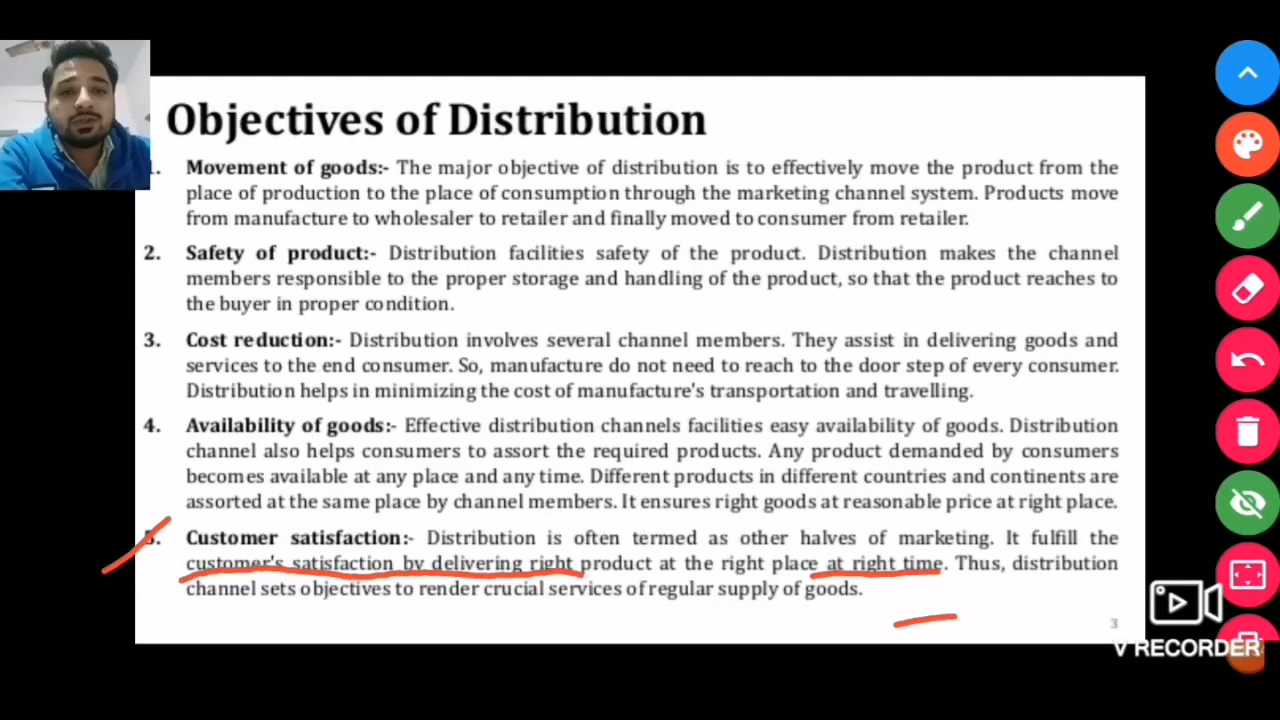 Objectives of Distribution
1. Movement of goods:- The major objective of distribution is to effectively move the product from the
place of production to the place of consumption through the marketing channel system. Products move
from manufacture to wholesaler to retailer and finally moved to consumer from retailer.
2. Safety of product:- Distribution facilities safety of the product. Distribution makes the channel
members responsible to the proper storage and handling of the product, so that the product reaches to
the buyer in proper condition.
3. Cost reduction:- Distribution involves several channel members. They assist in delivering goods and
services to the end consumer. So, manufacture do not need to reach to the door step of every consumer.
Distribution helps in minimizing the cost of manufacture's transportation and travelling.
4. Availability of goods:- Effective distribution channels facilities easy availability of goods. Distribution
channel also helps consumers to assort the required products. Any product demanded by consumers
becomes available at any place and any time. Different products in different countries and continents are
assorted at the same place by channel members. It ensures right goods at reasonable price at right place.
5. Customer satisfaction:- Distribution is often termed as other halves of marketing. It fulfill the
customer's satisfaction by delivering right product at the right place at right time. Thus, distribution
channel sets objectives to render crucial services of regular supply of goods.
3
V RECORDER